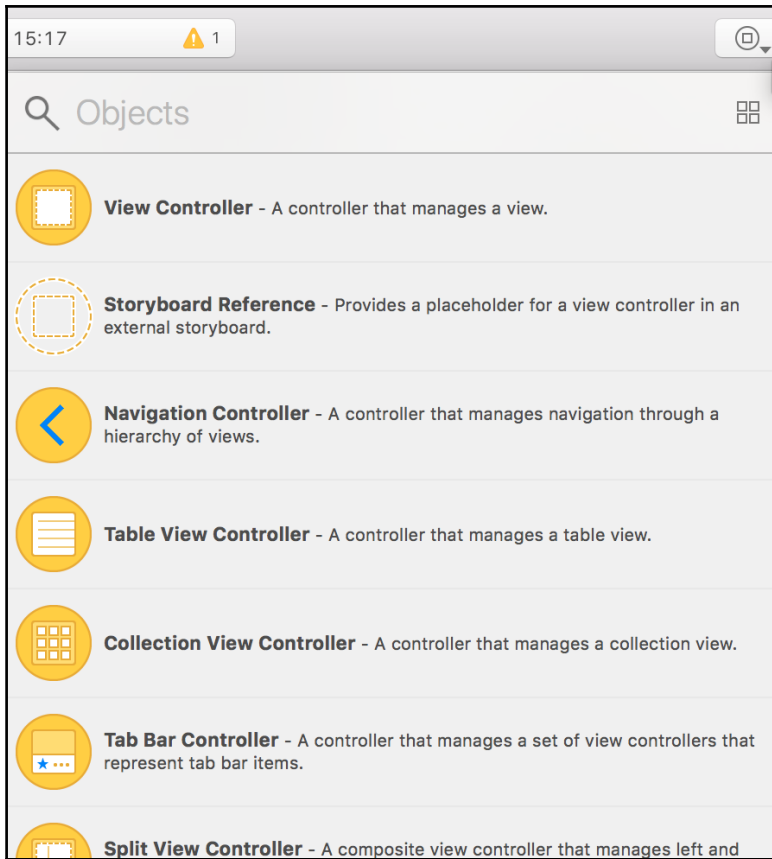 15:17 1
Objects
View Controller - A controller that manages a view.
Storyboard Reference - Provides a placeholder for a view controller in an
external storyboard.
Navigation Controller - A controller that manages navigation through a
hierarchy of views.
Table View Controller - A controller that manages a table view.
Collection View Controller - A controller that manages a collection view.
Tab Bar Controller - A controller that manages a set of view controllers that
represent tab bar items.
Split View Controller - A composite view controller that manages left and